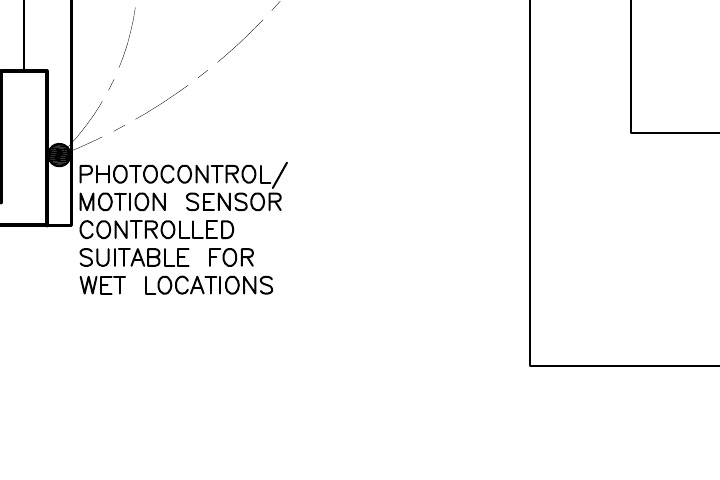 PHOTOCONTROL/
MOTION SENSOR
CONTROLLED
SUITABLE FOR
WET LOCATIONS